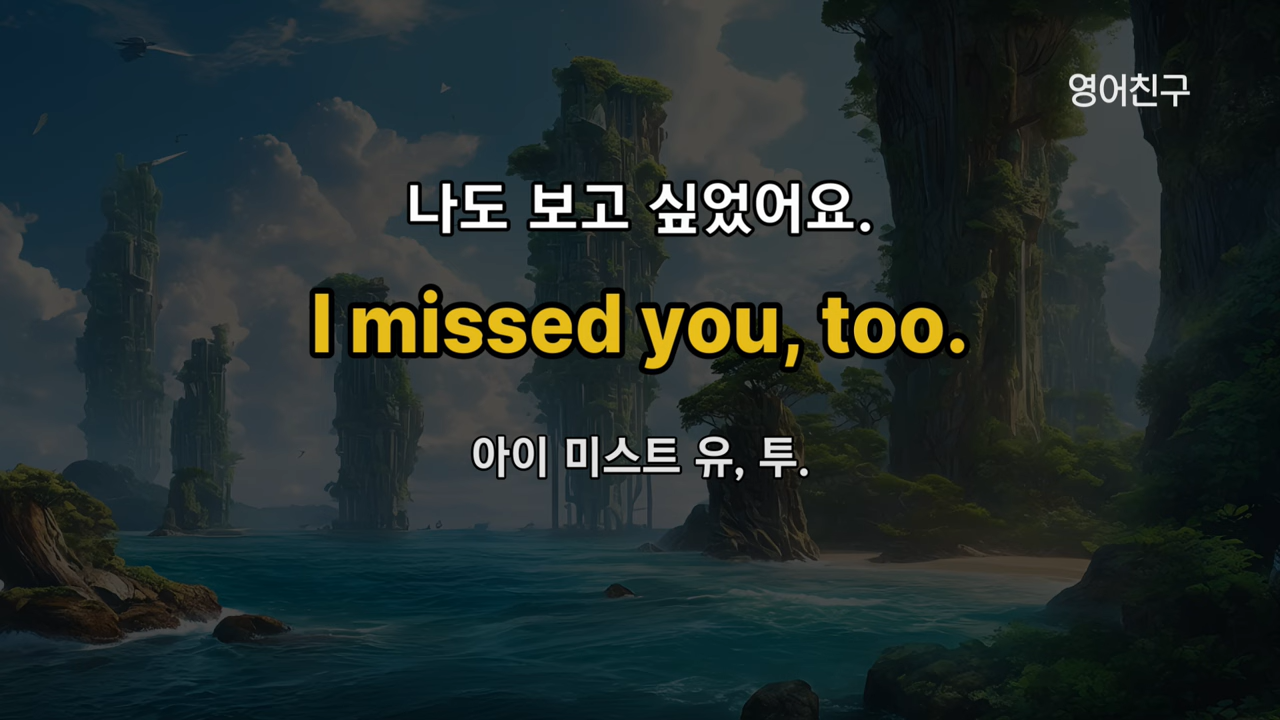 영어친구
나도 보고 싶었어요.
I missed you, too.
아이 미스트 유, 투.